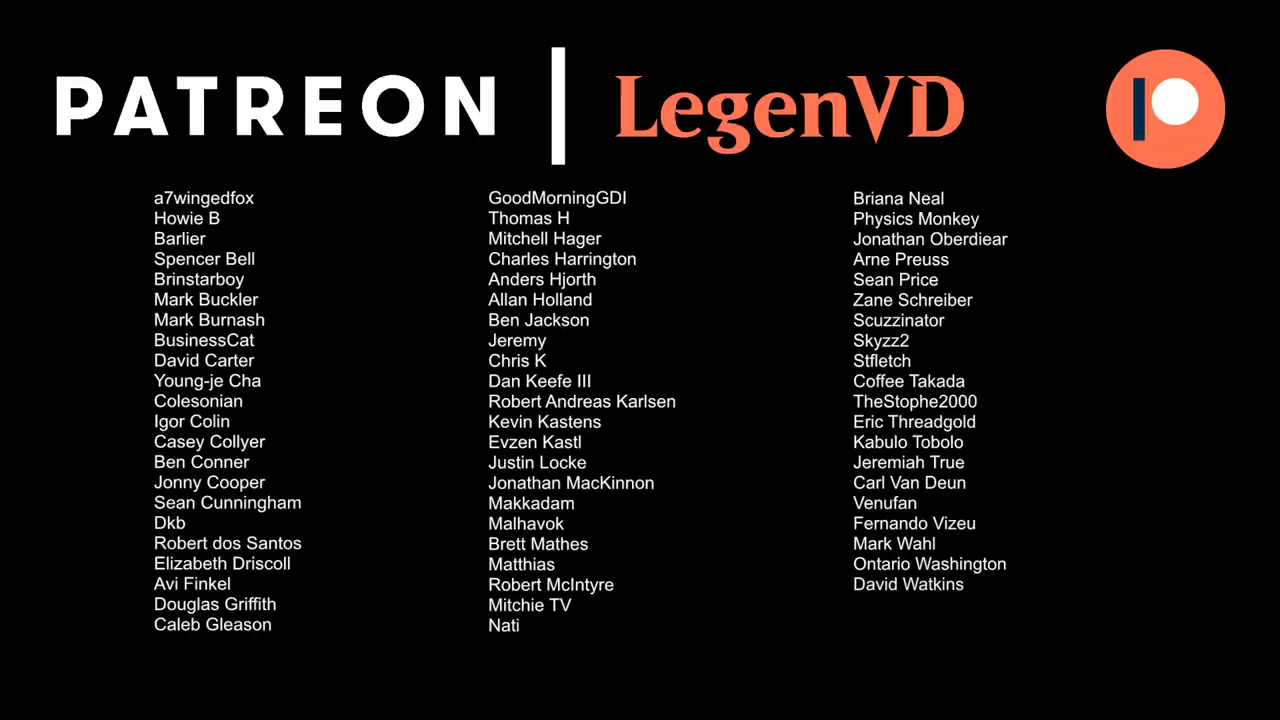 PATREON | LegenVD
a7wingedfox
Howie B
Barlier
Spencer Bell
Brinstarboy
Mark Buckler
Mark Burnash
BusinessCat
David Carter
Young-je Cha
Colesonian
Igor Colin
Casey Collyer
Ben Conner
Jonny Cooper
Sean Cunningham
Dkb
Robert dos Santos
Elizabeth Driscoll
Avi Finkel
Douglas Griffith
Caleb Gleason
GoodMorningGDI
Thomas H
Mitchell Hager
Charles Harrington
Anders Hjorth
Allan Holland
Ben Jackson
Jeremy
Chris K
Dan Keefe III
Robert Andreas Karlsen
Kevin Kastens
Evzen Kastl
Justin Locke
Jonathan MacKinnon
Makkadam
Malhavok
Brett Mathes
Matthias
Robert McIntyre
Mitchie TV
Nati
Briana Neal
Physics Monkey
Jonathan Oberdiear
Arne Preuss
Sean Price
Zane Schreiber
Scuzzinator
Skyzz2
Stfletch
Coffee Takada
TheStophe2000
Eric Threadgold
Kabulo Tobolo
Jeremiah True
Carl Van Deun
Venufan
Fernando Vizeu
Mark Wahl
Ontario Washington
David Watkins